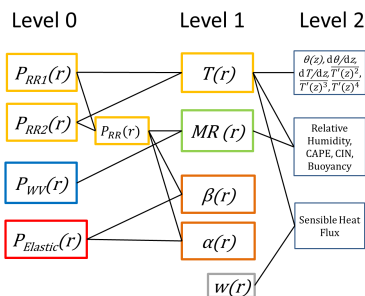 Level 0
Level 1
Level 2
P_RR1(r)
T(r)
θ(z), dθ/dz,
dT/dz, T'(z)²,
T'(z)³, T'(z)⁴
P_RR2(r)
P_RR(r)
MR (r)
Relative
Humidity,
CAPE, CIN,
Buoyancy
P_WV(r)
β(r)
P_Elastic(r)
α(r)
Sensible Heat
Flux
w(r)